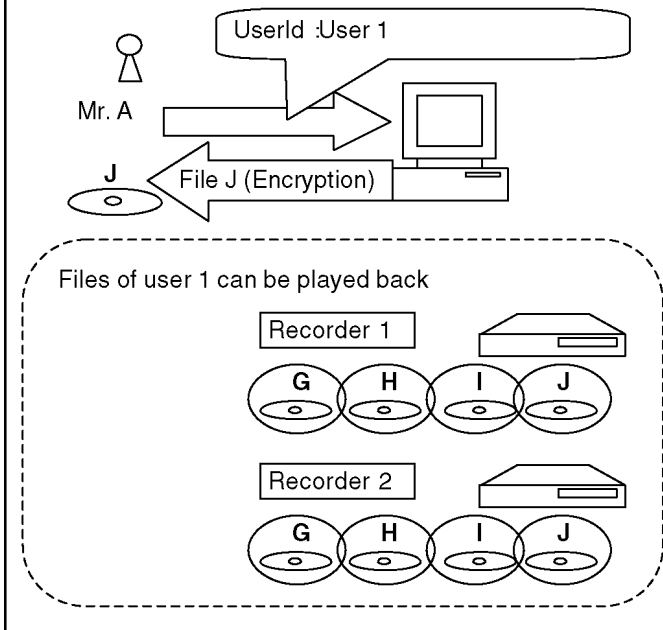 UserId :User 1
Mr. A
J
File J (Encryption)
Files of user 1 can be played back
Recorder 1
G H I J
Recorder 2
G H I J